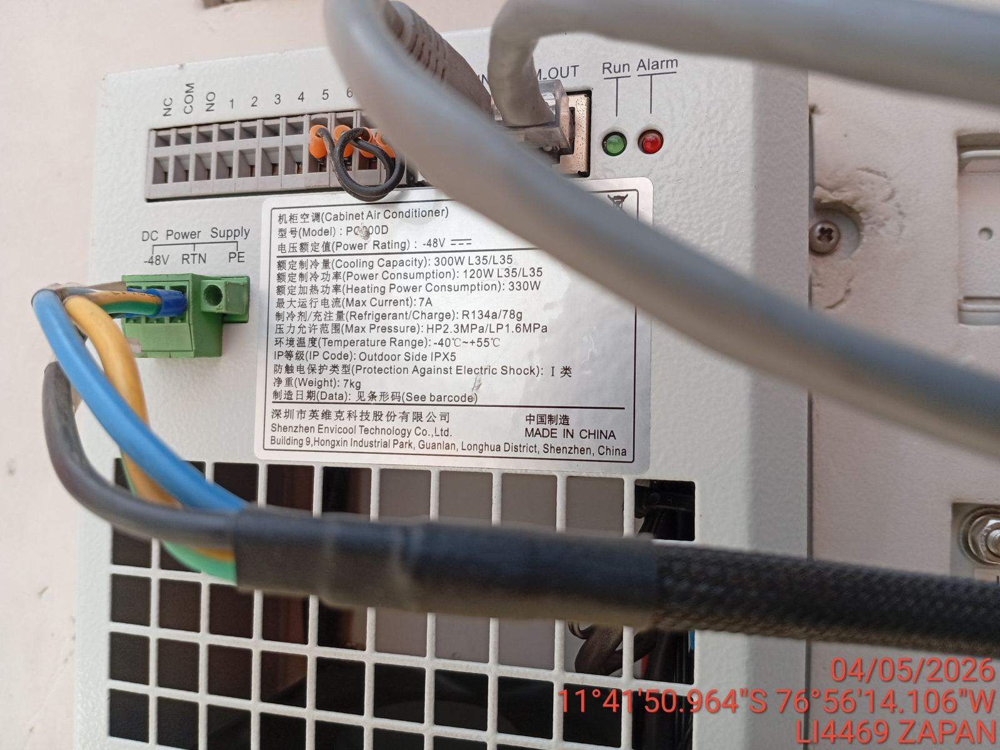 NC
COM
NO
1
2
3
4
5
6
M-OUT
Run
Alarm
DC Power Supply
-48V RTN PE
机柜空调(Cabinet Air Conditioner)
型号(Model) :
电压额定值(Power Rating) : -48V
额定制冷量(Cooling Capacity): 300W L35/L35
额定制冷功率(Power Consumption): 120W L35/L35
额定加热功率(Heating Power Consumption): 330W
最大运行电流(Max Current): 7A
制冷剂/充注量(Refrigerant/Charge): R134a/78g
压力允许范围(Max Pressure): HP2.3MPa/LP1.6MPa
环境温度(Temperature Range): -40℃~+55℃
IP等级(IP Code): Outdoor Side IPX5
防触电保护类型(Protection Against Electric Shock): I 类
净重(Weight): 7kg
制造日期(Data): 见条形码(See barcode)
深圳市英维克科技股份有限公司
Shenzhen Envicool Technology Co.,Ltd.
中国制造
MADE IN CHINA
Building 9,Hongxin Industrial Park, Guanlan, Longhua District, Shenzhen, China
04/05/2026
11°41'50.964"S 76°56'14.106"W
LI4469 ZAPAN